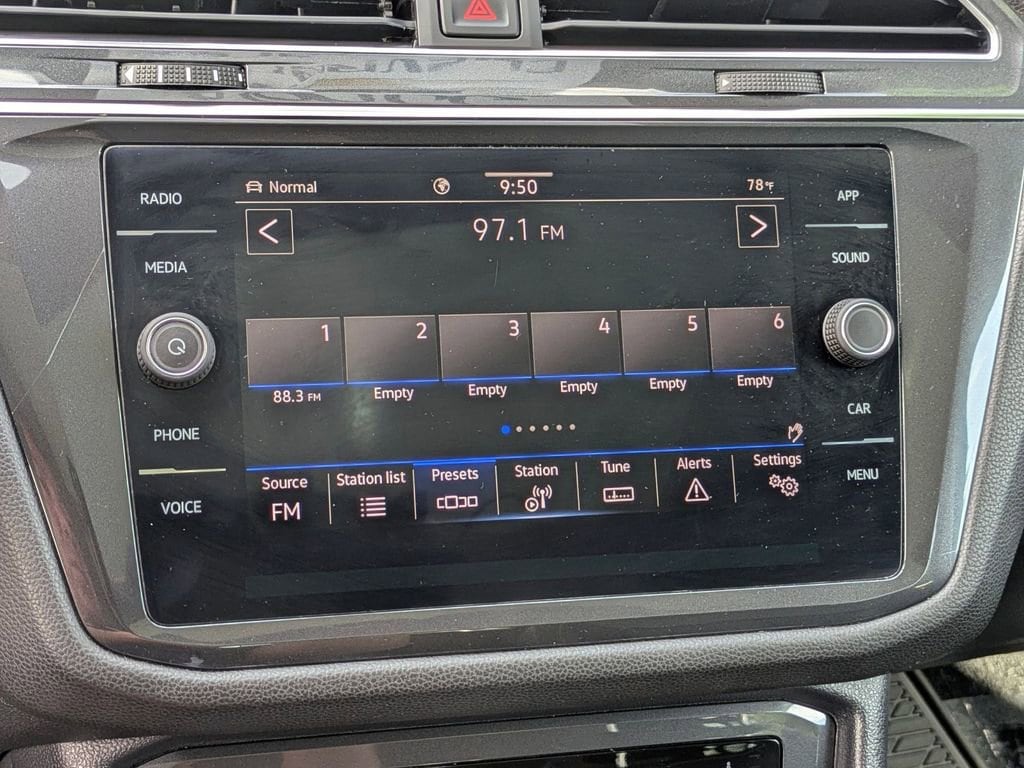 RADIO
MEDIA
PHONE
VOICE
Normal
9:50
78°F
97.1 FM
1
2
3
4
5
6
88.3 FM
Empty
Empty
Empty
Empty
Empty
Source
FM
Station list
Presets
Station
Tune
Alerts
Settings
APP
SOUND
CAR
MENU